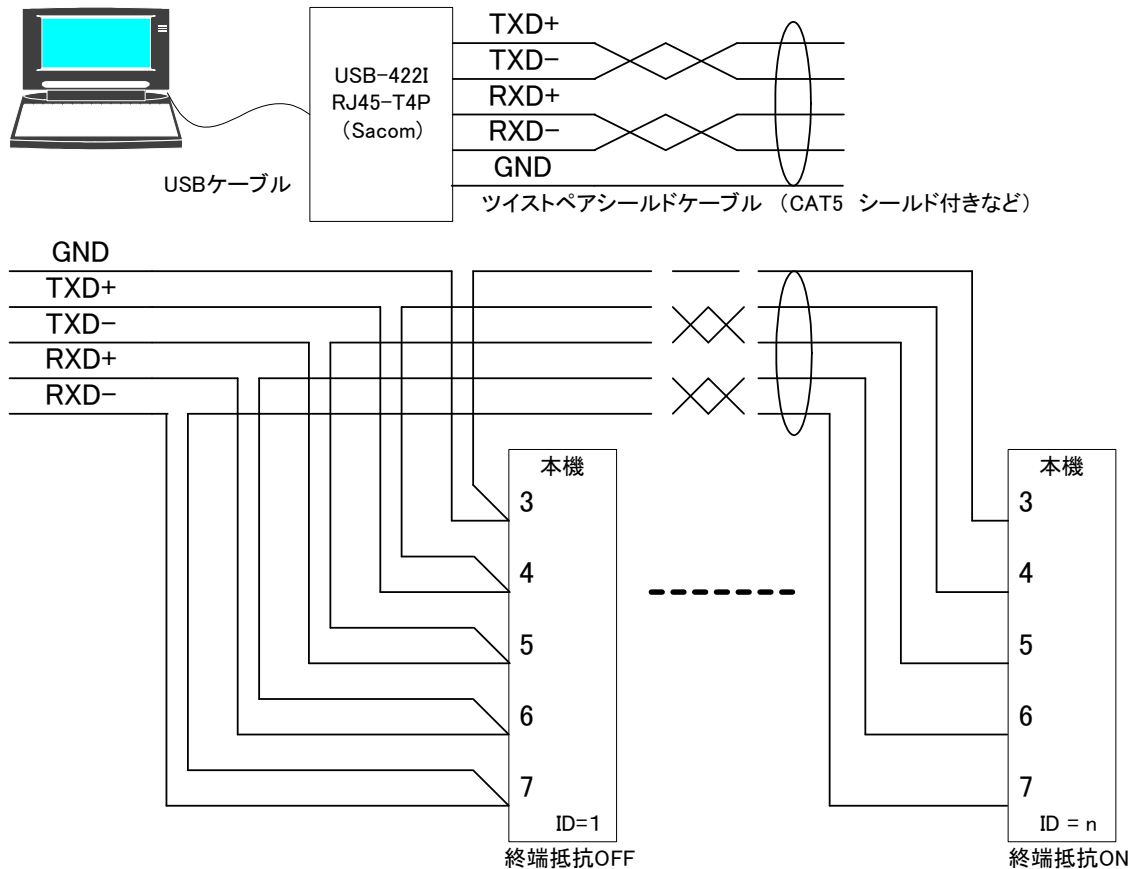 TXD+
TXD-
RXD+
RXD-
GND
USB-422I
RJ45-T4P
(Sacom)
USBケーブル
ツイストペアシールドケーブル (CAT5 シールド付きなど)
GND
TXD+
TXD-
RXD+
RXD-
本機
3
4
5
6
7
ID=1
終端抵抗OFF
本機
3
4
5
6
7
ID = n
終端抵抗ON